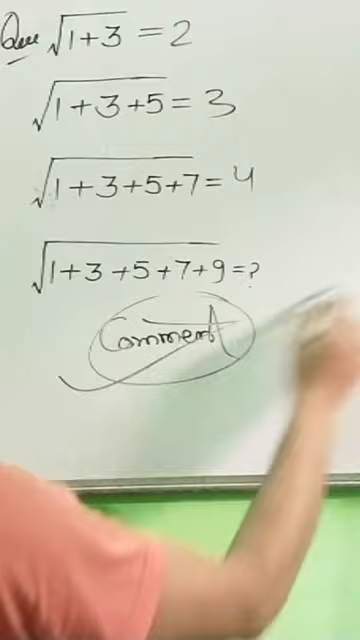 Que √(1+3) = 2
√(1+3+5) = 3
√(1+3+5+7) = 4
√(1+3+5+7+9) = ?
Comment